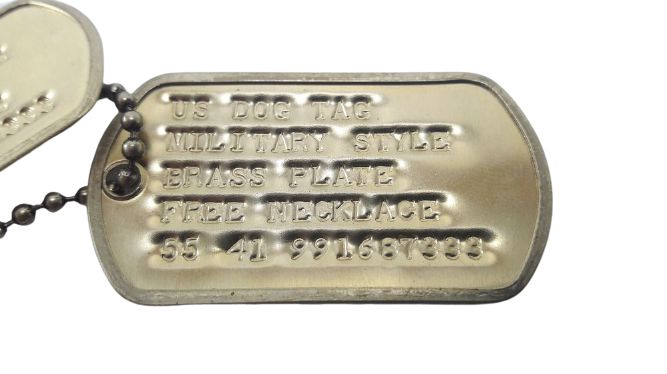 US DOG TAG
MILITARY STYLE
BRASS PLATE
FREE NECKLACE
55 41 991687333